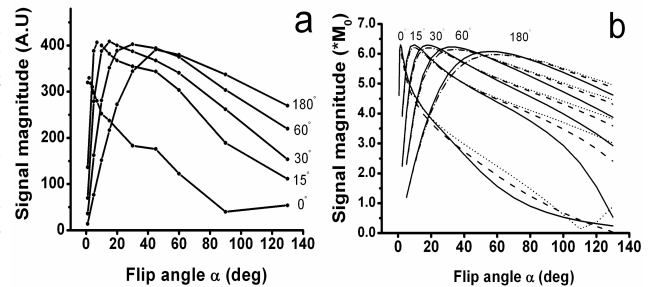 a
Signal magnitude (A.U)
400
300
200
100
0
180°
60°
30°
15°
0°
0 20 40 60 80 100 120 140
Flip angle α (deg)
b
Signal magnitude (*M₀)
7.0
6.0
5.0
4.0
3.0
2.0
1.0
0.0
0 15 30 60° 180°
0 20 40 60 80 100 120 140
Flip angle α (deg)